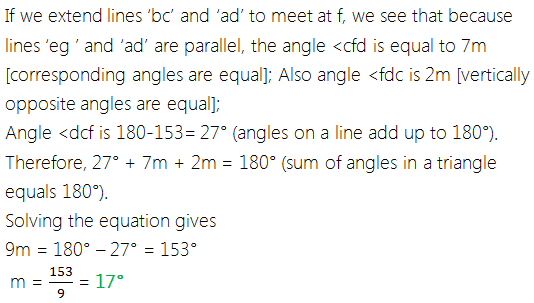 If we extend lines ‘bc’ and ‘ad’ to meet at f, we see that because
lines ‘eg ’ and ‘ad’ are parallel, the angle <cfd is equal to 7m
[corresponding angles are equal]; Also angle <fdc is 2m [vertically
opposite angles are equal];
Angle <dcf is 180-153= 27° (angles on a line add up to 180°).
Therefore, 27° + 7m + 2m = 180° (sum of angles in a triangle
equals 180°).
Solving the equation gives
9m = 180° – 27° = 153°
m = 153/9 = 17°